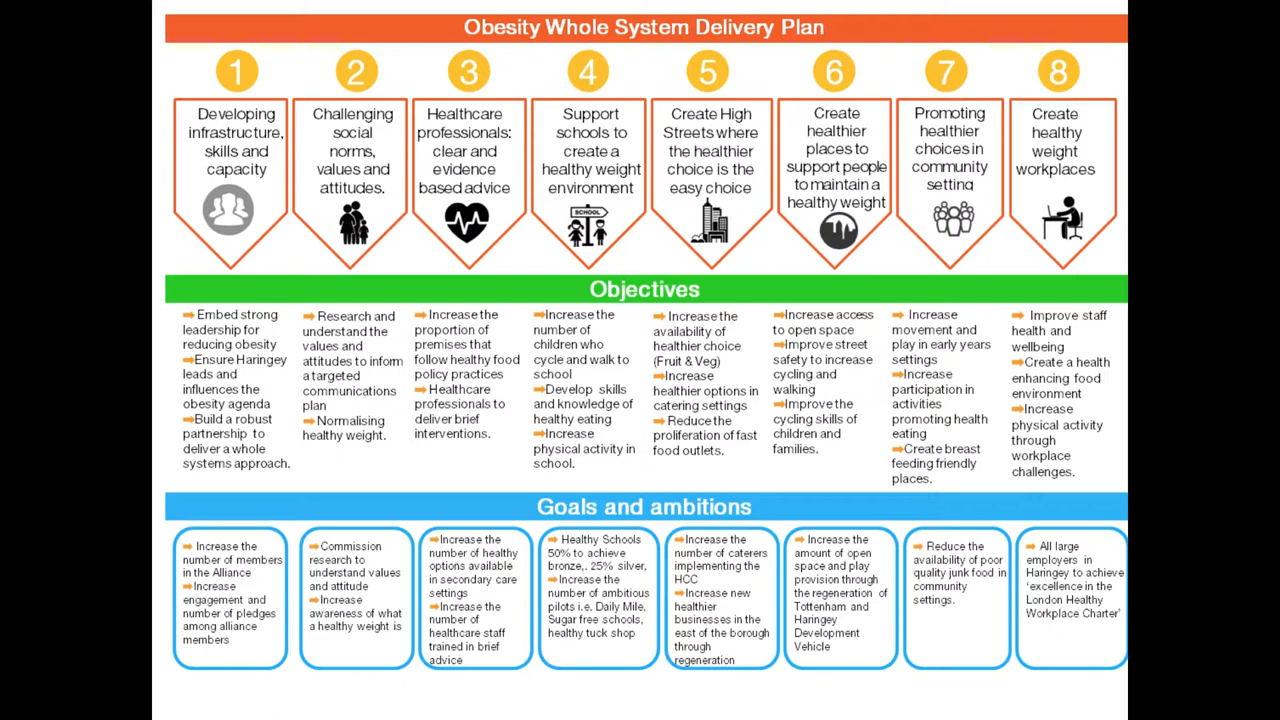 Obesity Whole System Delivery Plan
1
2
3
4
5
6
7
8
Developing
infrastructure,
skills and
capacity
Challenging
social
norms,
values and
attitudes.
Healthcare
professionals:
clear and
evidence
based advice
Support
schools to
create a
healthy weight
environment
SCHOOL
Create High
Streets where
the healthier
choice is the
easy choice
Create
healthier
places to
support people
to maintain a
healthy weight
Promoting
healthier
choices in
community
setting
Create
healthy
weight
workplaces
Objectives
➡Embed strong
leadership for
reducing obesity
➡Ensure Haringey
leads and
influences the
obesity agenda
➡Build a robust
partnership to
deliver a whole
systems approach.
➡Research and
understand the
values and
attitudes to inform
a targeted
communications
plan
➡Normalising
healthy weight.
➡Increase the
proportion of
premises that
follow healthy food
policy practices
➡Healthcare
professionals to
deliver brief
interventions.
➡Increase the
number of
children who
cycle and walk to
school
➡Develop skills
and knowledge of
healthy eating
➡Increase
physical activity in
school.
➡Increase the
availability of
healthier choice
(Fruit & Veg)
➡Increase
healthier options in
catering settings
➡Reduce the
proliferation of fast
food outlets.
➡Increase access
to open space
➡Improve street
safety to increase
cycling and
walking
➡Improve the
cycling skills of
children and
families.
➡Increase
movement and
play in early years
settings
➡Increase
participation in
activities
promoting health
eating
➡Create breast
feeding friendly
places.
➡Improve staff
health and
wellbeing
➡Create a health
enhancing food
environment
➡Increase
physical activity
through
workplace
challenges.
Goals and ambitions
➡Increase the
number of members
in the Alliance
➡Increase
engagement and
number of pledges
among alliance
members
➡Commission
research to
understand values
and attitude
➡Increase
awareness of what
a healthy weight is
➡Increase the
number of healthy
options available
in secondary care
settings
➡Increase the
number of
healthcare staff
trained in brief
advice
➡Healthy Schools
50% to achieve
bronze,. 25% silver,
➡Increase the
number of ambitious
pilots i.e. Daily Mile,
Sugar free schools,
healthy tuck shop
➡Increase the
number of caterers
implementing the
HCC
➡Increase new
healthier
businesses in the
east of the borough
through
regeneration
➡Increase the
amount of open
space and play
provision through
the regeneration of
Tottenham and
Haringey
Development
Vehicle
➡Reduce the
availability of poor
quality junk food in
community
settings.
➡All large
employers in
Haringey to achieve
‘excellence in the
London Healthy
Workplace Charter’